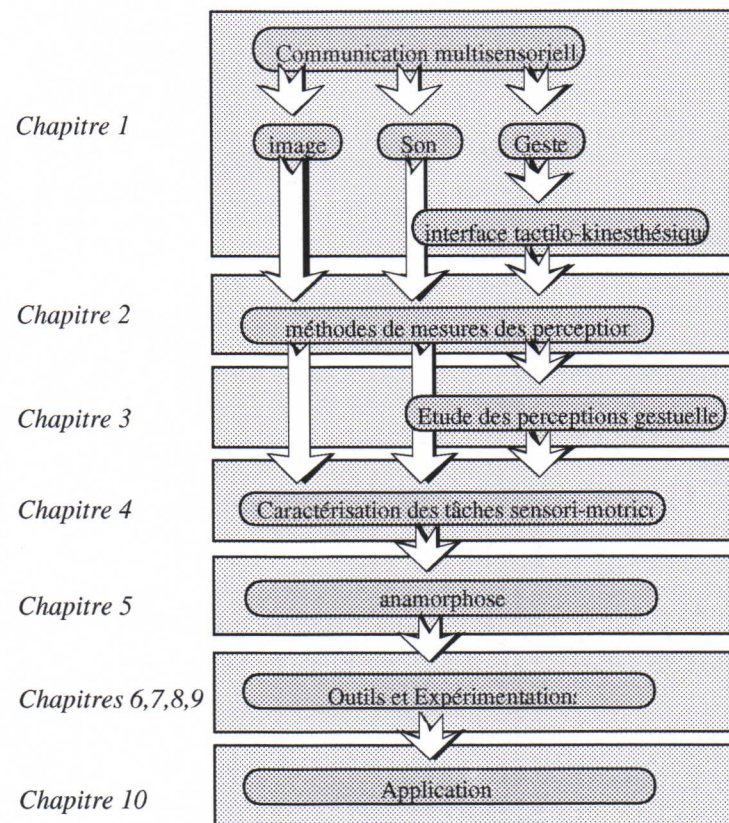 Communication multisensoriell
Chapitre 1
image
Son
Geste
interface tactilo-kinesthésiqu
Chapitre 2
méthodes de mesures des perception
Chapitre 3
Etude des perceptions gestuelle
Chapitre 4
Caractérisation des tâches sensori-motric
Chapitre 5
anamorphose
Chapitres 6,7,8,9
Outils et Expérimentation
Chapitre 10
Application